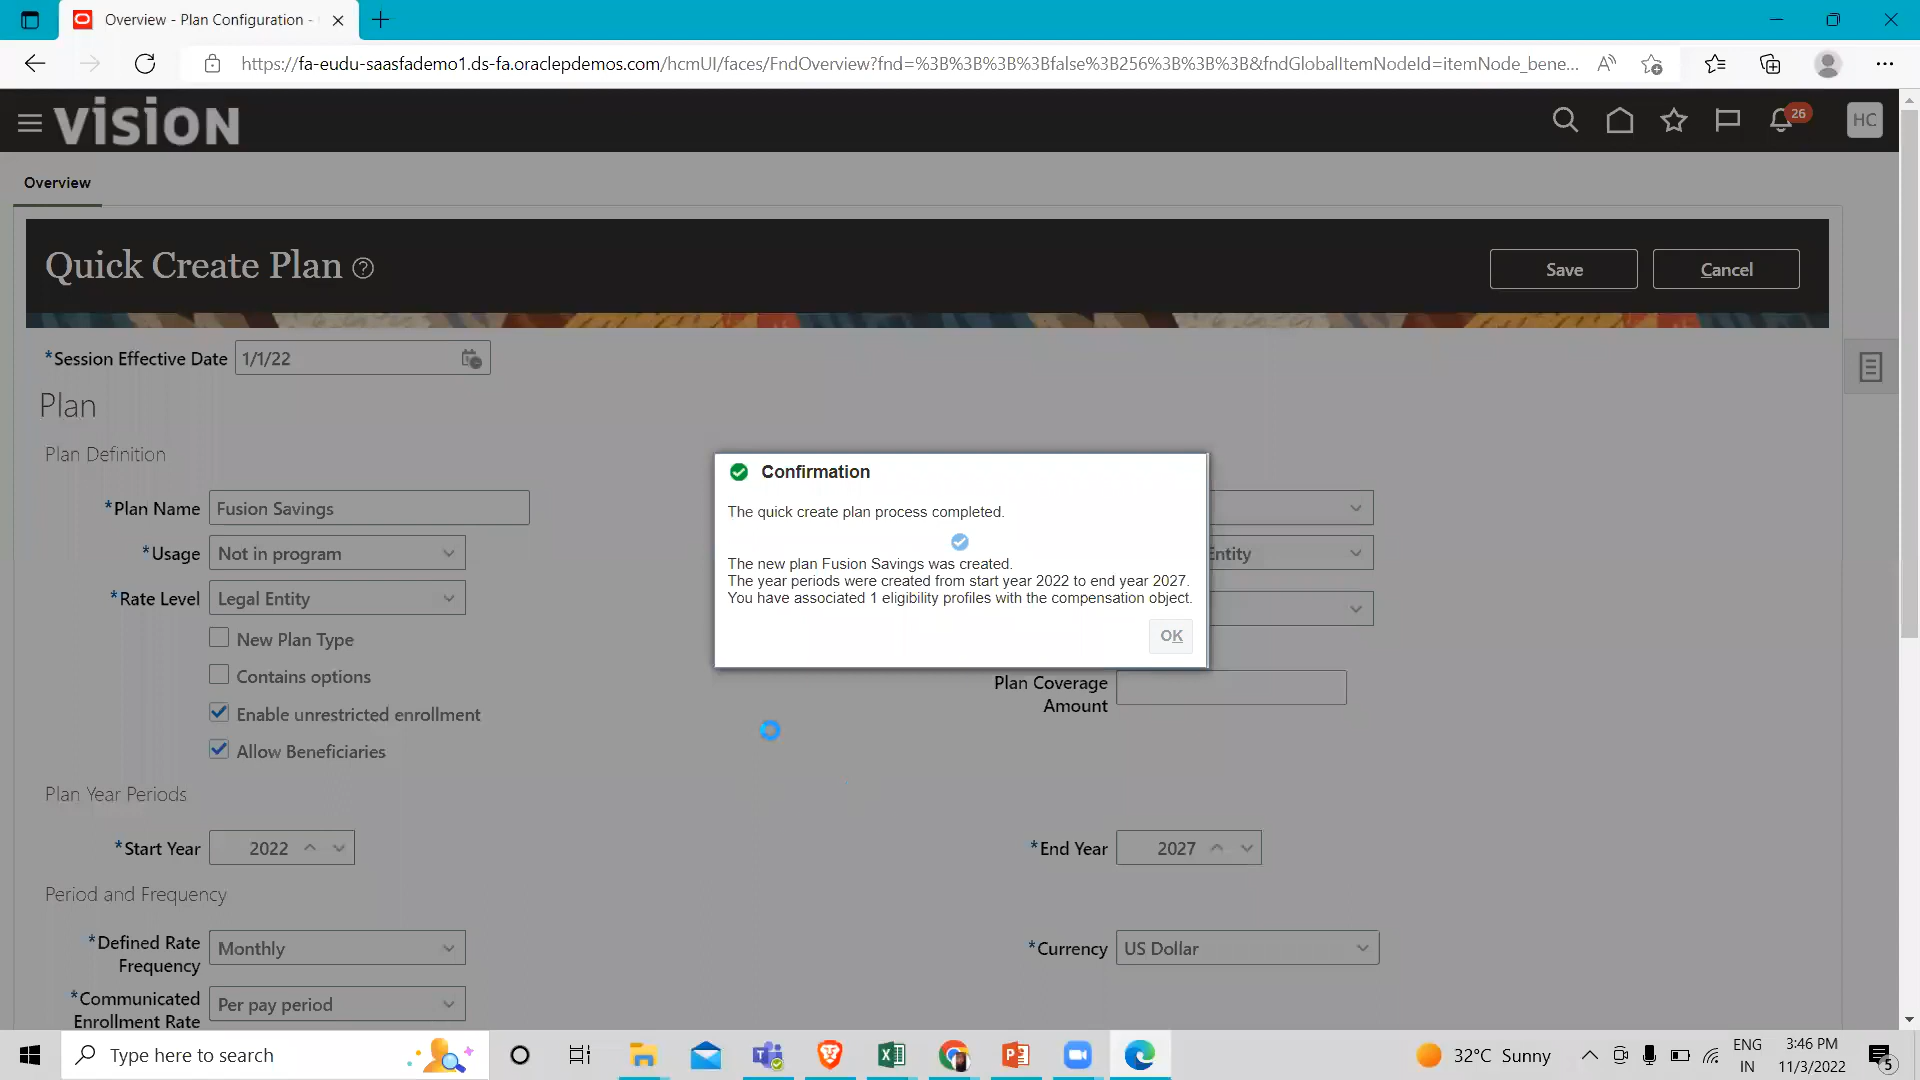 Overview - Plan Configuration -
https://fa-eudu-saasfademo1.ds-fa.oraclepdemos.com/hcmUI/faces/FndOverview?fnd=%3B%3B%3B%3Bfalse%3B256%3B%3B%3B&fndGlobalItemNodeId=itemNode_bene...
vision
26
HC
Overview
Quick Create Plan
Save
Cancel
*Session Effective Date 1/1/22
Plan
Plan Definition
*Plan Name Fusion Savings
*Usage Not in program
Entity
*Rate Level Legal Entity
New Plan Type
Contains options
Enable unrestricted enrollment
Allow Beneficiaries
Plan Coverage
Amount
Confirmation
The quick create plan process completed.
The new plan Fusion Savings was created.
The year periods were created from start year 2022 to end year 2027.
You have associated 1 eligibility profiles with the compensation object.
OK
Plan Year Periods
*Start Year 2022
*End Year 2027
Period and Frequency
*Defined Rate
Frequency
Monthly
*Currency US Dollar
*Communicated
Enrollment Rate
Per pay period
Type here to search
32°C Sunny
ENG
IN
3:46 PM
11/3/2022
5